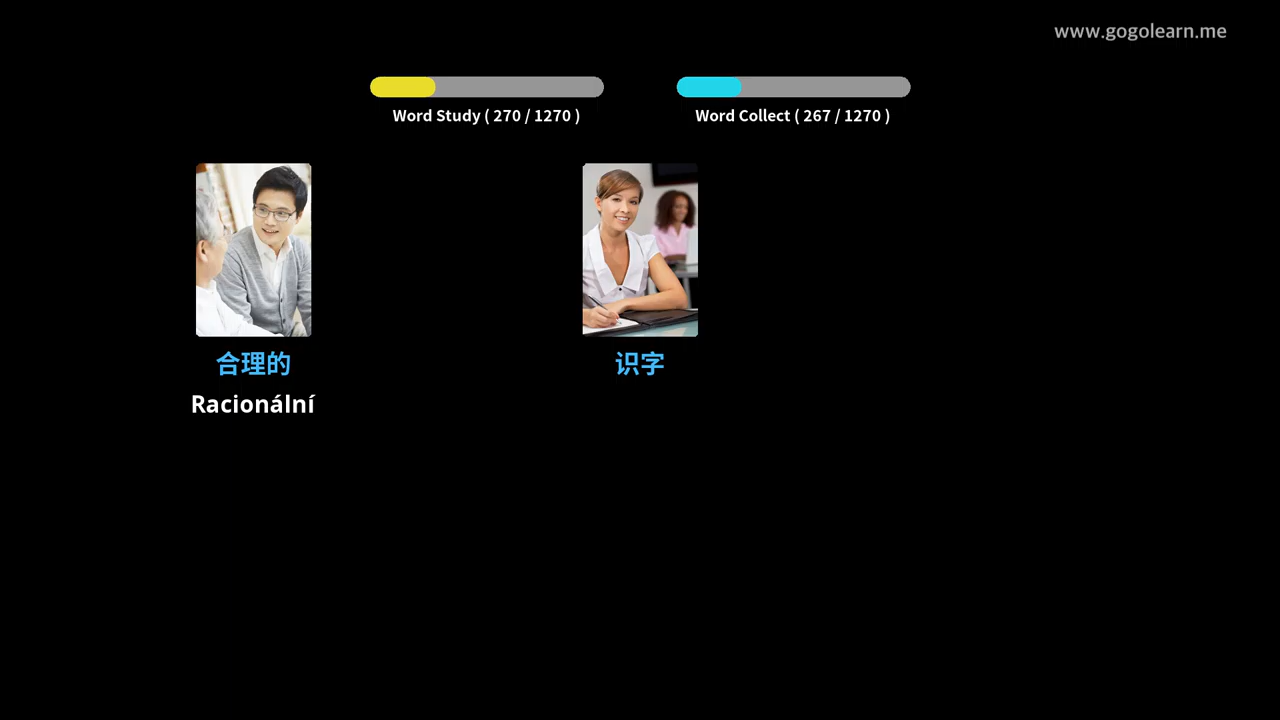 www.gogolearn.me
Word Study ( 270 / 1270 )
Word Collect ( 267 / 1270 )
合理的
识字
Racionální